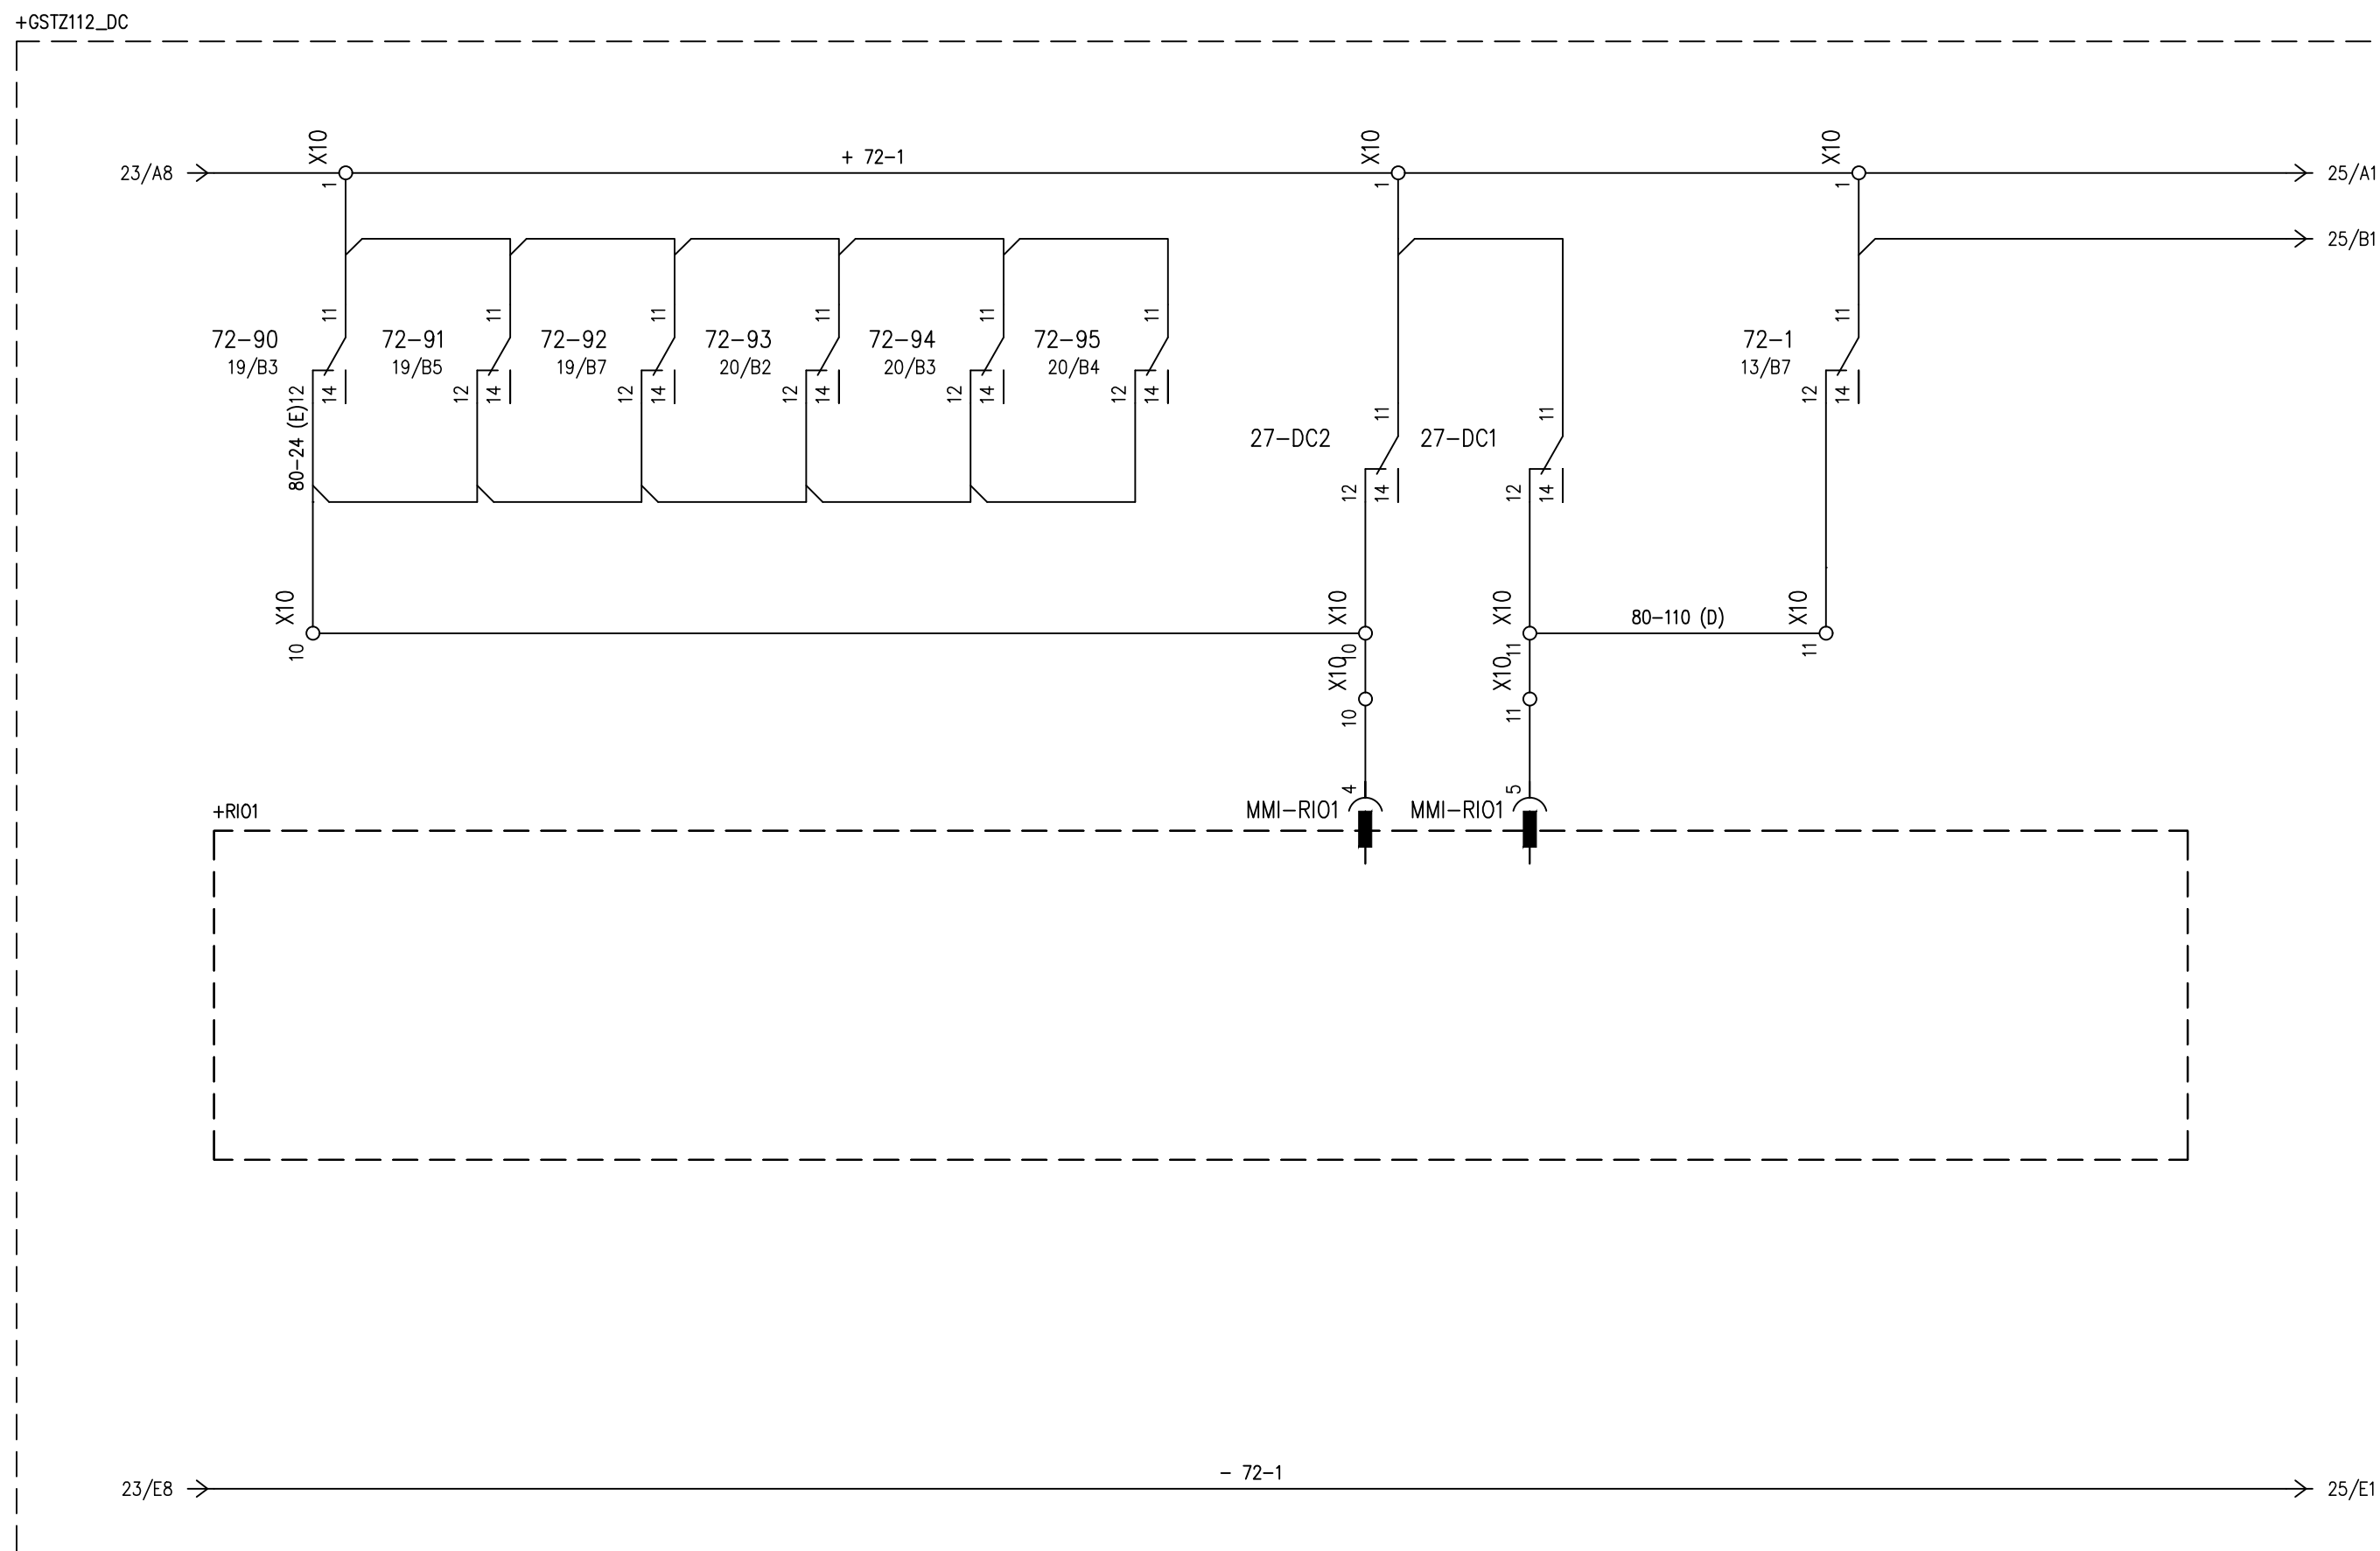 +GSTZ112_DC
X10 X10 X10
23/A8 + 72-1 25/A1
1 1 1
25/B1
11 11 11 11 11 11 11
72-90 72-91 72-92 72-93 72-94 72-95 72-1
19/B3 19/B5 19/B7 20/B2 20/B3 20/B4 13/B7
12 14 12 14 12 14 12 14 12 14 12 14 12 14
11 11
80-24 (E) 27-DC2 27-DC1
12 14 12 14
X10 X10 X10 X10
80-110 (D)
10 10 11 11
X10 X10
10 11
4 5
+RIO1 MMI-RIO1 MMI-RIO1
- 72-1
23/E8 25/E1